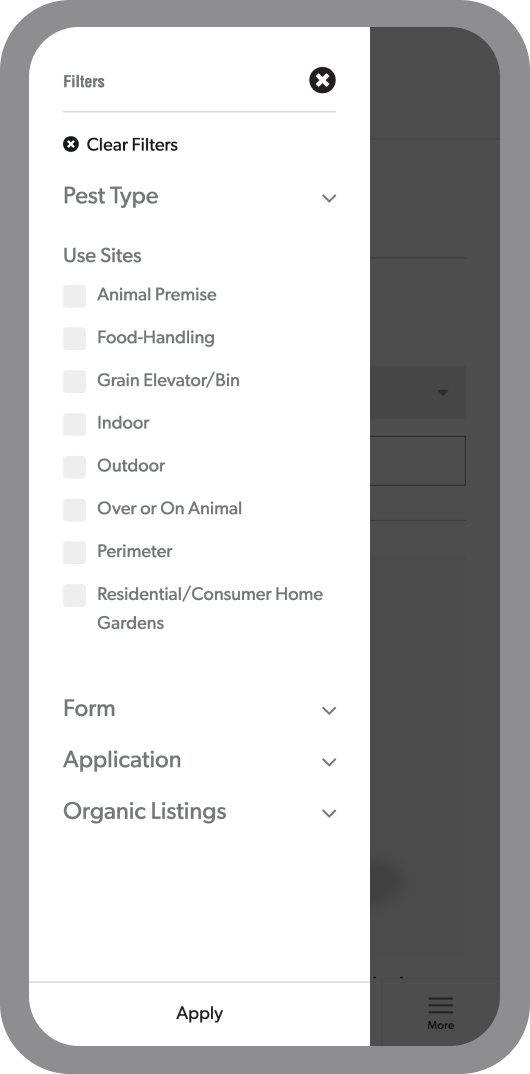 Filters
Clear Filters
Pest Type
Use Sites
Animal Premise
Food-Handling
Grain Elevator/Bin
Indoor
Outdoor
Over or On Animal
Perimeter
Residential/Consumer Home
Gardens
Form
Application
Organic Listings
Apply
More